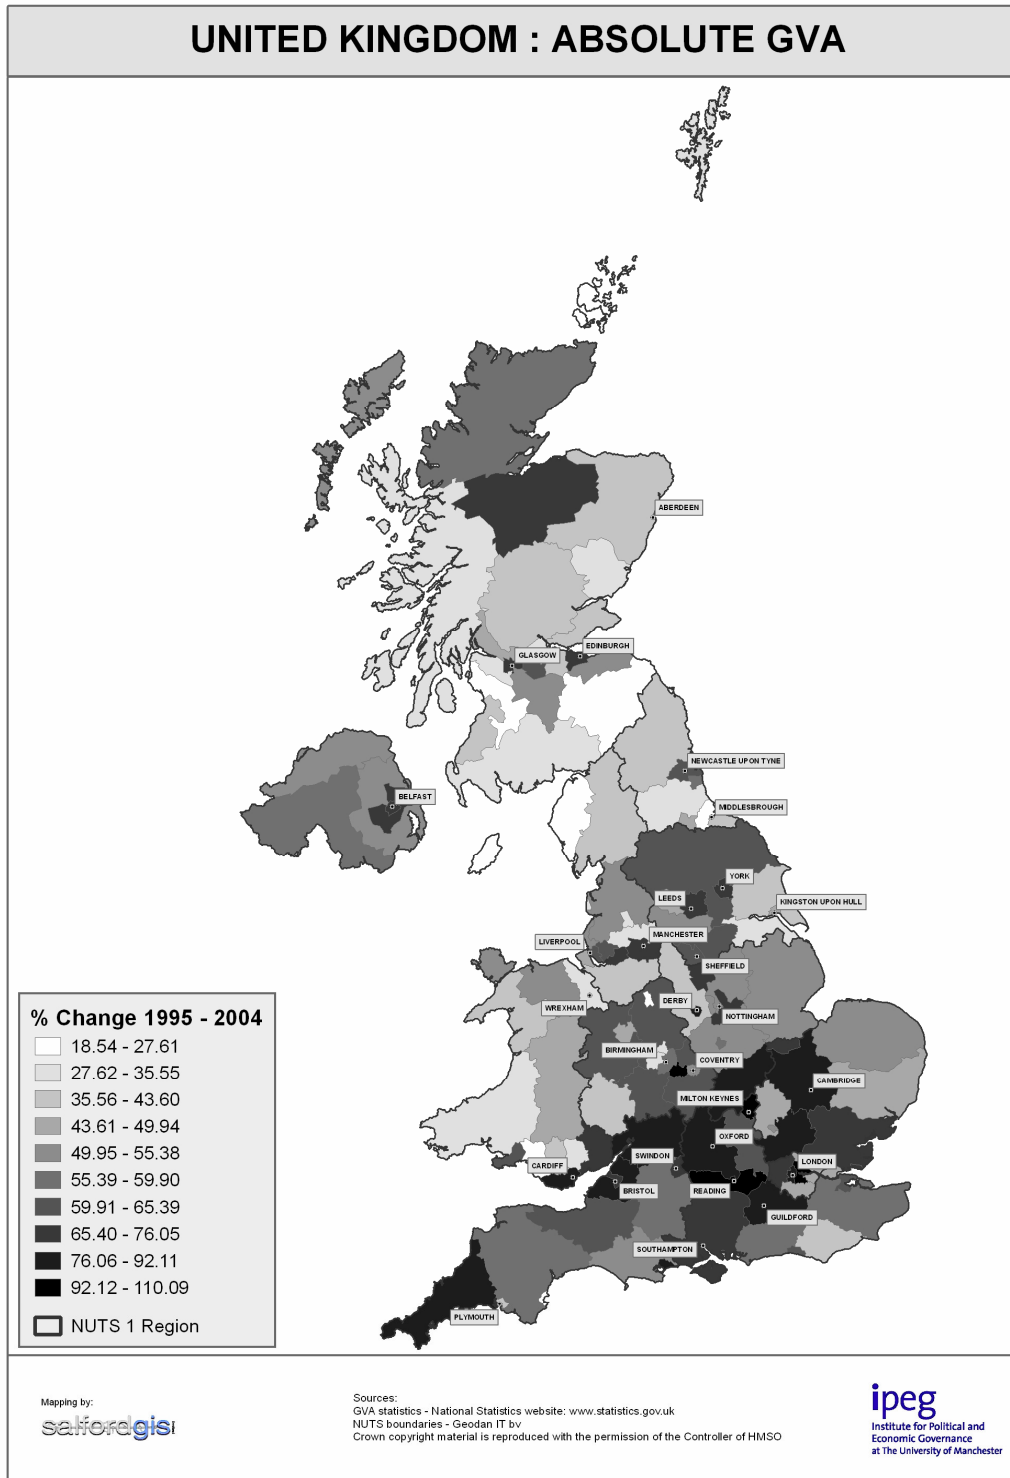 UNITED KINGDOM : ABSOLUTE GVA
ABERDEEN
EDINBURGH
GLASGOW
NEWCASTLE UPON TYNE
BELFAST
MIDDLESBROUGH
YORK
LEEDS
KINGSTON UPON HULL
MANCHESTER
LIVERPOOL
SHEFFIELD
DERBY
WREXHAM
NOTTINGHAM
BIRMINGHAM
COVENTRY
CAMBRIDGE
MILTON KEYNES
OXFORD
SWINDON
LONDON
CARDIFF
BRISTOL
READING
GUILDFORD
SOUTHAMPTON
PLYMOUTH
% Change 1995 - 2004
18.54 - 27.61
27.62 - 35.55
35.56 - 43.60
43.61 - 49.94
49.95 - 55.38
55.39 - 59.90
59.91 - 65.39
65.40 - 76.05
76.06 - 92.11
92.12 - 110.09
NUTS 1 Region
Mapping by:
salfordgis
Sources:
GVA statistics - National Statistics website: www.statistics.gov.uk
NUTS boundaries - Geodan IT bv
Crown copyright material is reproduced with the permission of the Controller of HMSO
ipeg
Institute for Political and
Economic Governance
at The University of Manchester